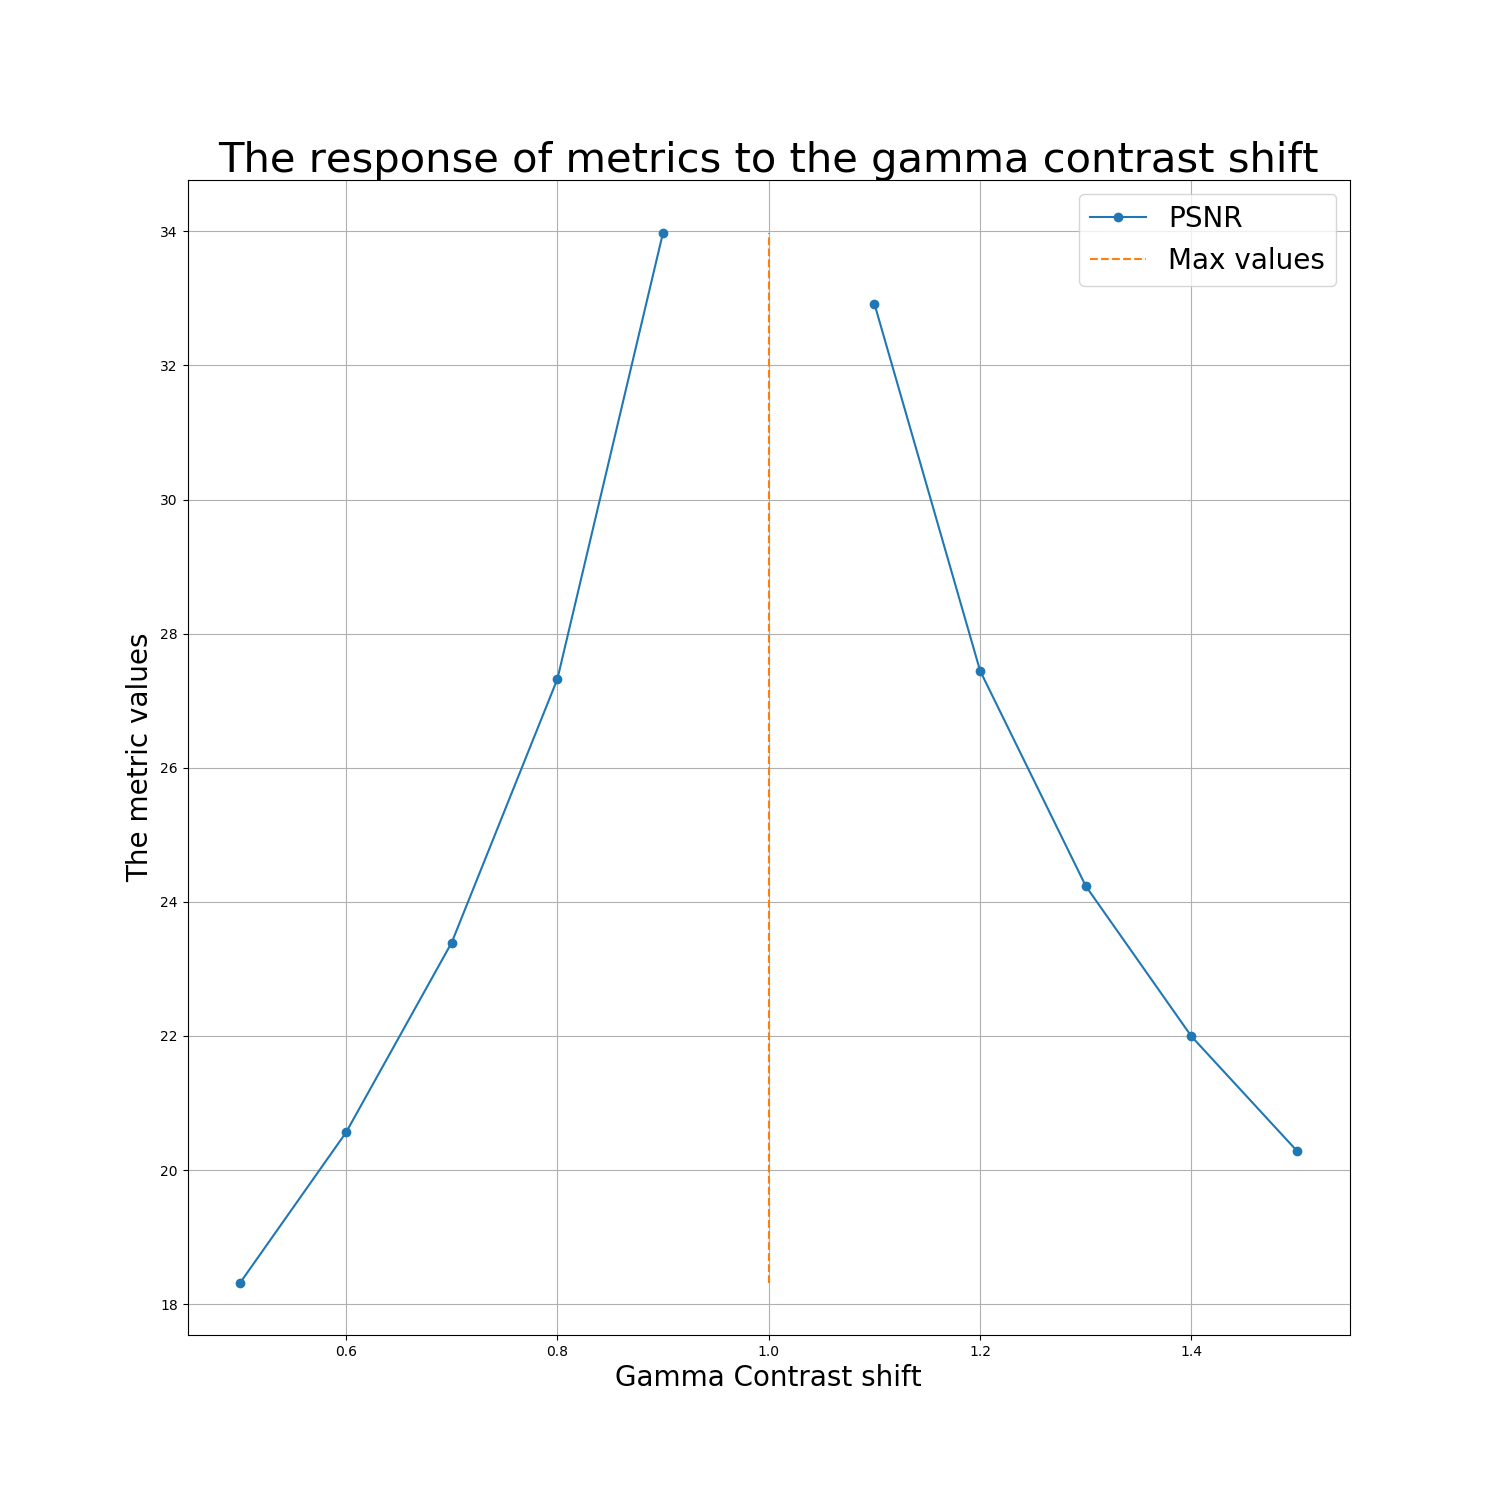 The response of metrics to the gamma contrast shift
PSNR
Max values
34
32
30
28
26
24
22
20
18
The metric values
0.6 0.8 1.0 1.2 1.4
Gamma Contrast shift